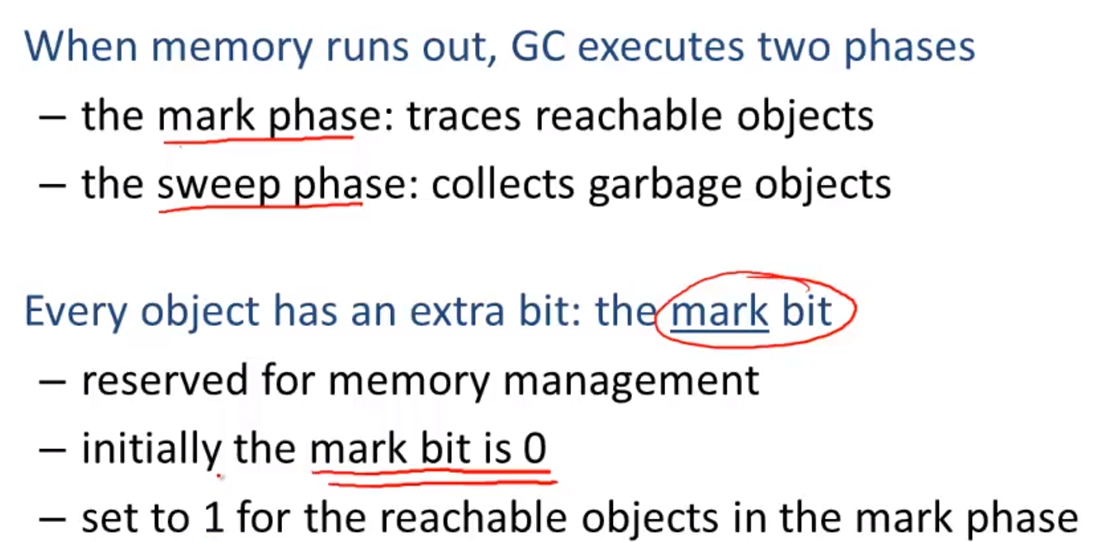 When memory runs out, GC executes two phases
– the mark phase: traces reachable objects
– the sweep phase: collects garbage objects
Every object has an extra bit: the mark bit
– reserved for memory management
– initially the mark bit is 0
– set to 1 for the reachable objects in the mark phase